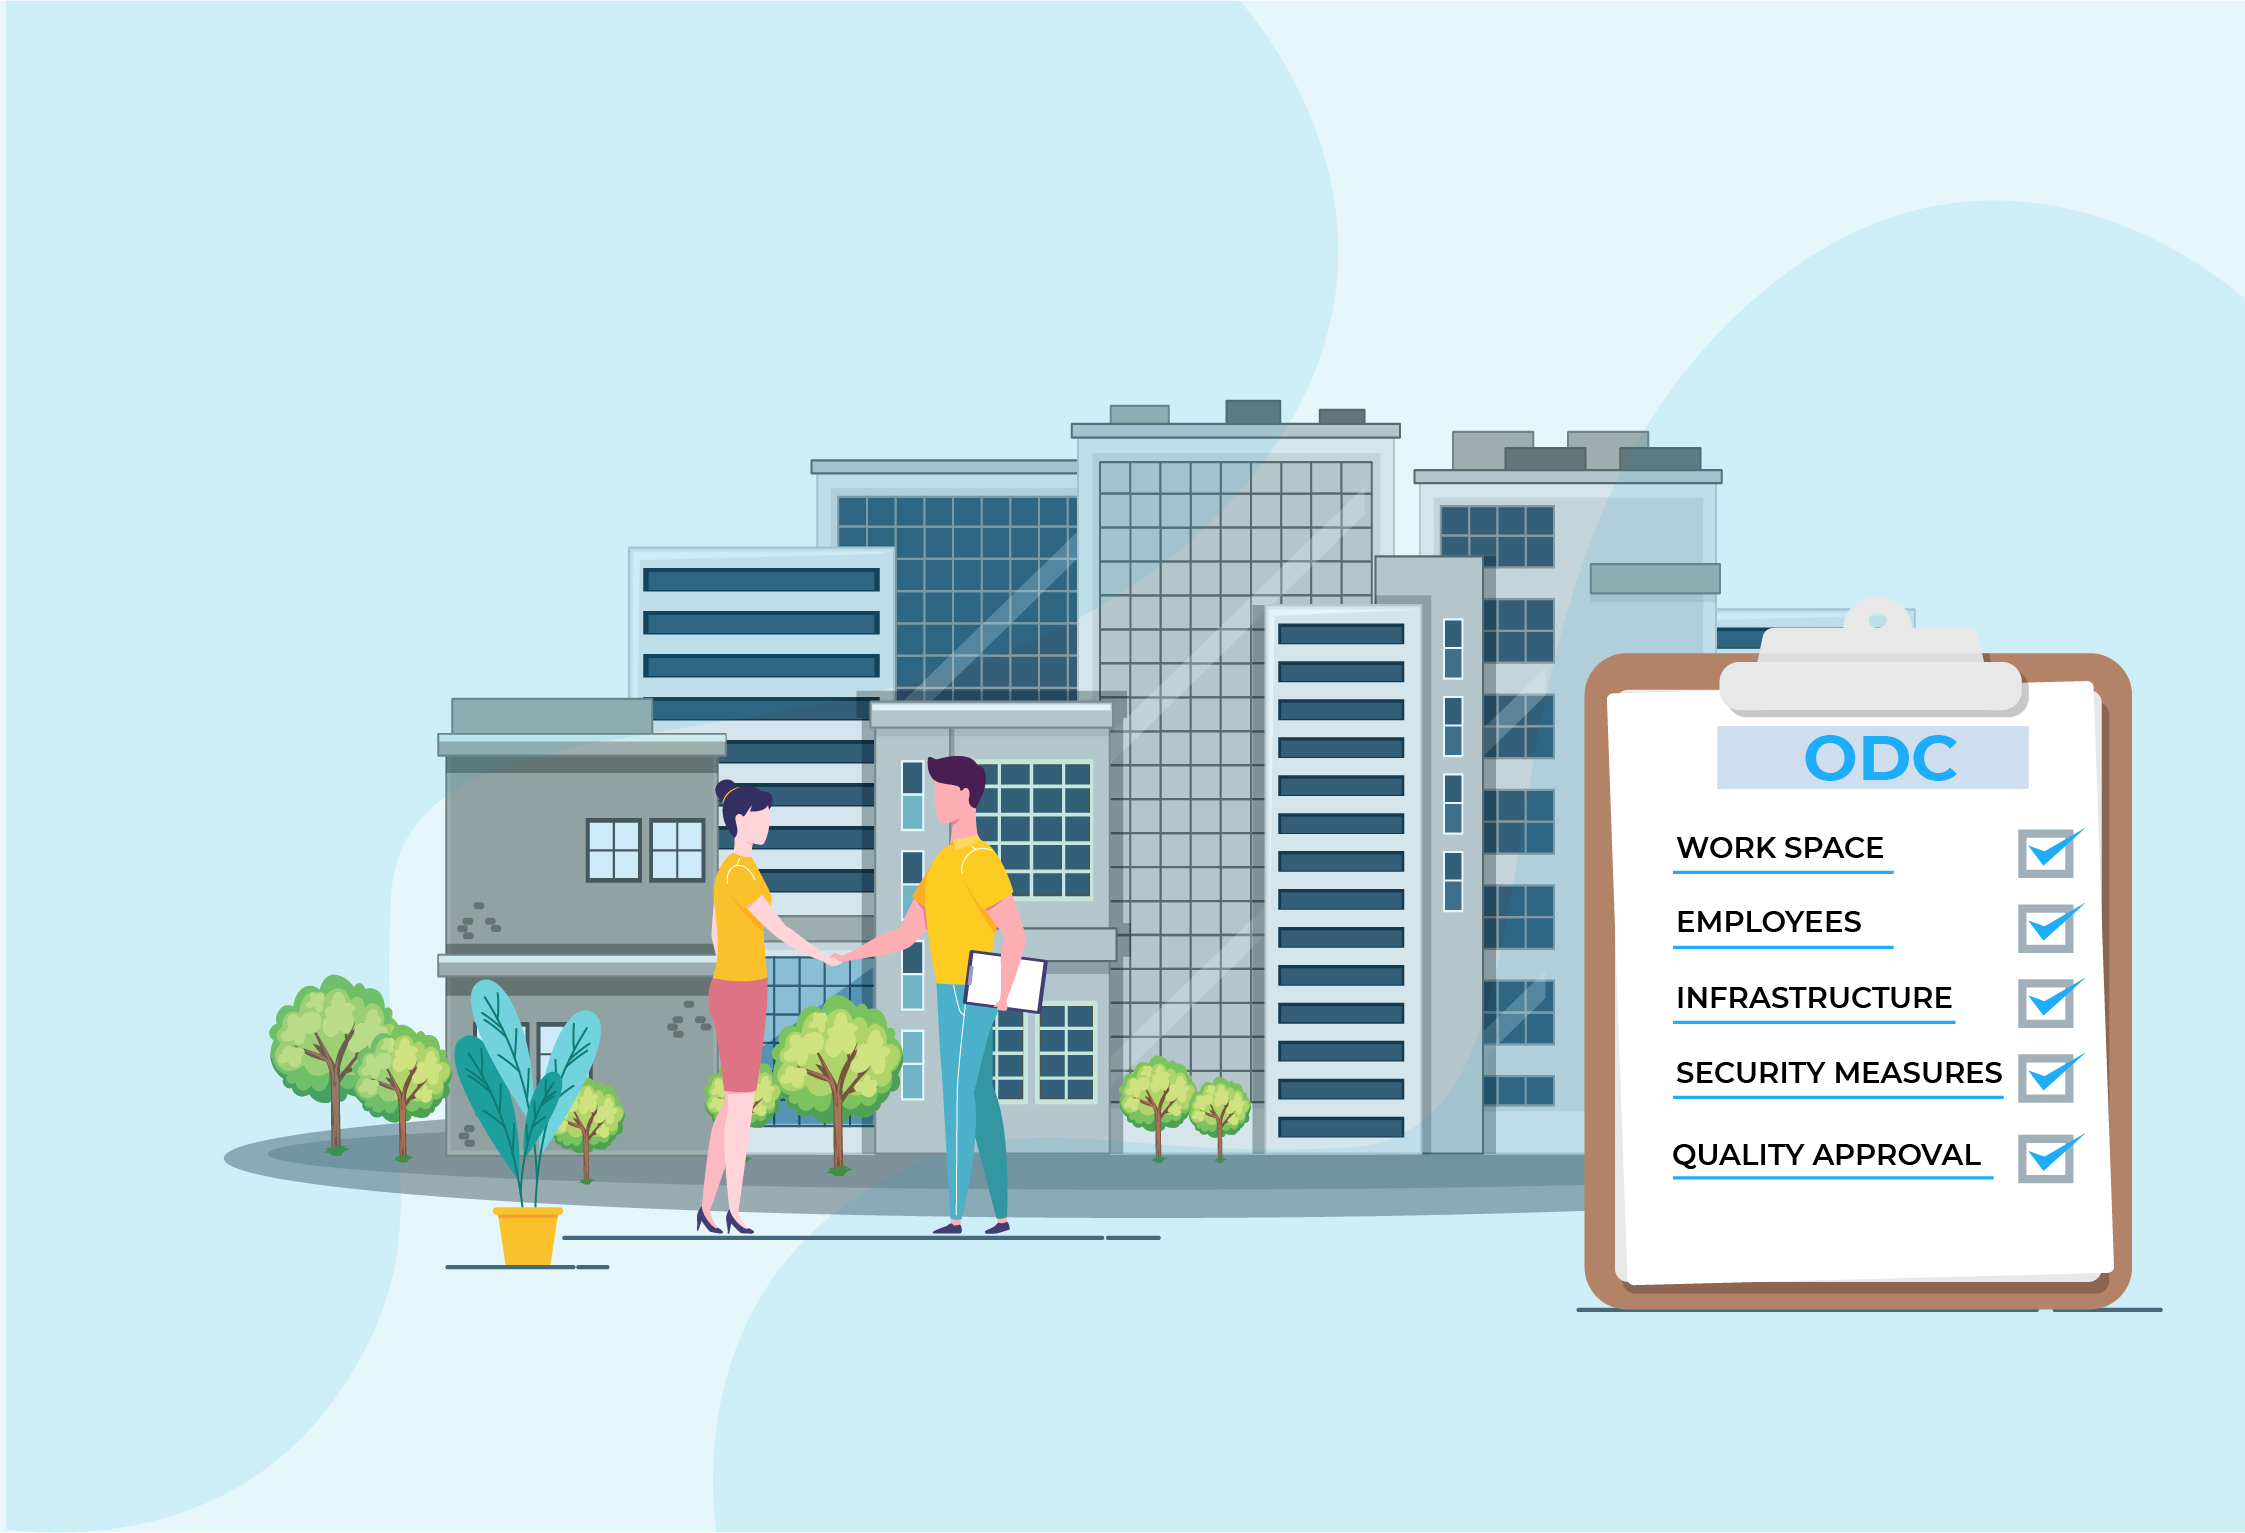 ODC
WORK SPACE
EMPLOYEES
INFRASTRUCTURE
SECURITY MEASURES
QUALITY APPROVAL